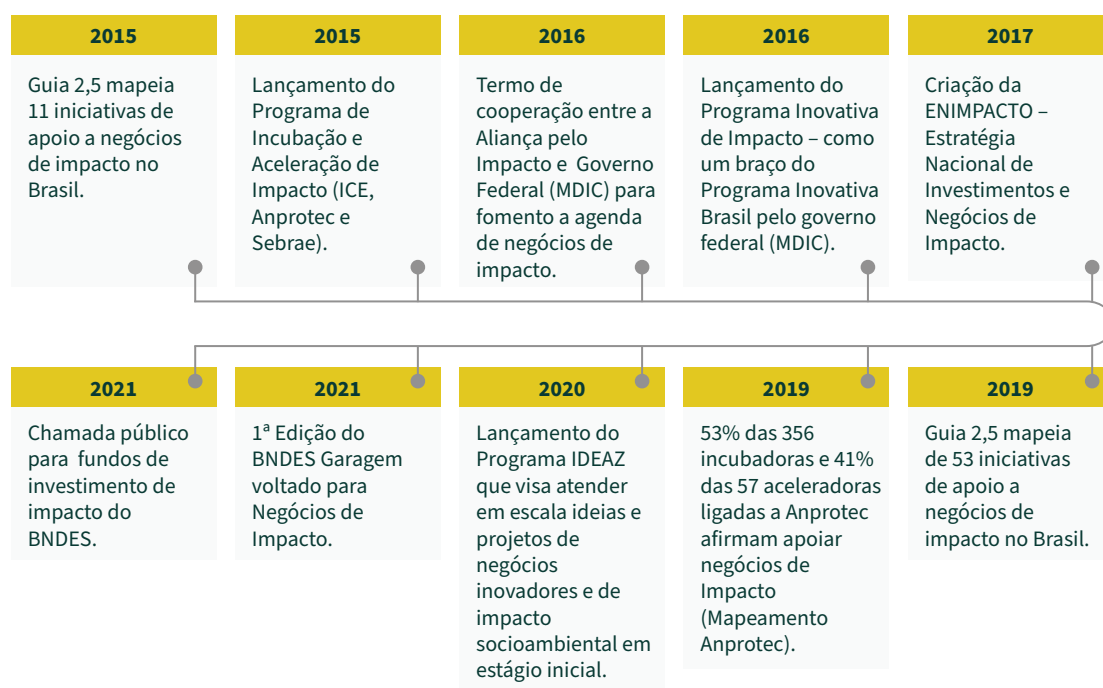 2015
Guia 2,5 mapeia
11 iniciativas de
apoio a negócios
de impacto no
Brasil.
2015
Lançamento do
Programa de
Incubação e
Aceleração de
Impacto (ICE,
Anprotec e
Sebrae).
2016
Termo de
cooperação entre a
Aliança pelo
Impacto e Governo
Federal (MDIC) para
fomento a agenda
de negócios de
impacto.
2016
Lançamento do
Programa Inovativa
de Impacto – como
um braço do
Programa Inovativa
Brasil pelo governo
federal (MDIC).
2017
Criação da
ENIMPACTO –
Estratégia
Nacional de
Investimentos e
Negócios de
Impacto.
2021
Chamada público
para fundos de
investimento de
impacto do
BNDES.
2021
1ª Edição do
BNDES Garagem
voltado para
Negócios de
Impacto.
2020
Lançamento do
Programa IDEAZ
que visa atender
em escala ideias e
projetos de
negócios
inovadores e de
impacto
socioambiental em
estágio inicial.
2019
53% das 356
incubadoras e 41%
das 57 aceleradoras
ligadas a Anprotec
afirmam apoiar
negócios de
Impacto
(Mapeamento
Anprotec).
2019
Guia 2,5 mapeia
de 53 iniciativas
de apoio a
negócios de
impacto no Brasil.